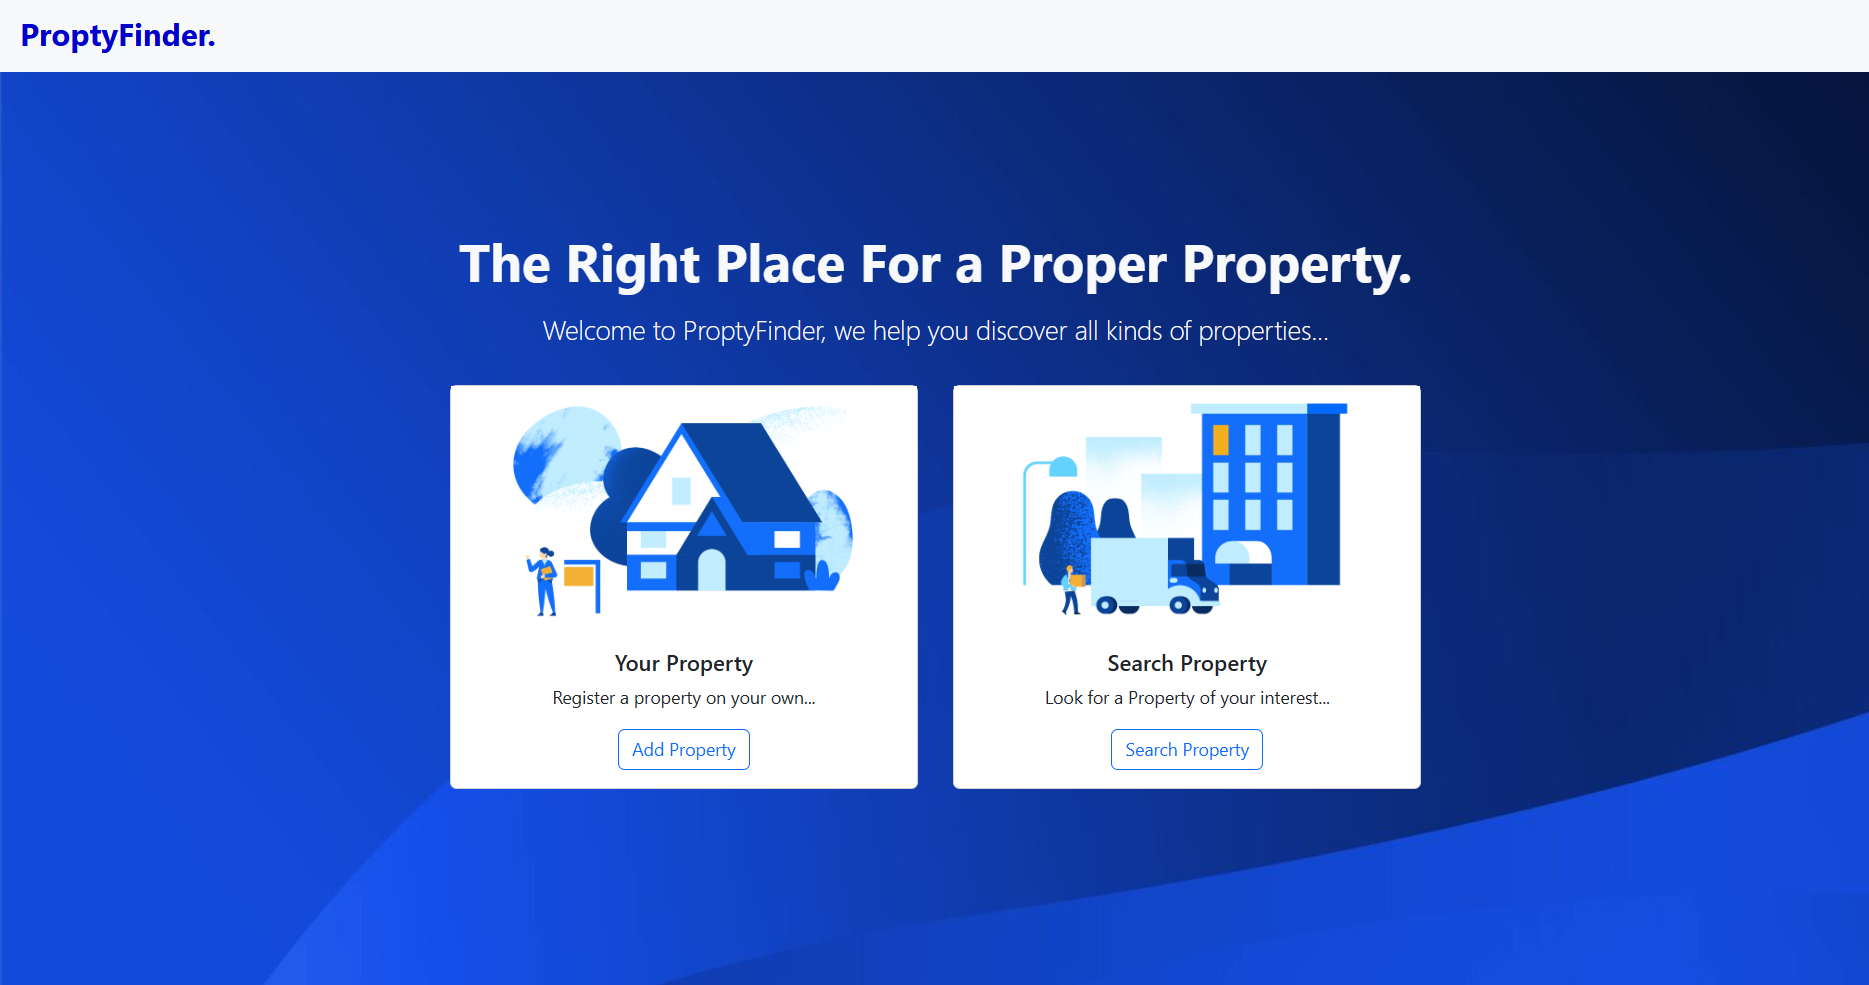 ProptyFinder.
The Right Place For a Proper Property.
Welcome to ProptyFinder, we help you discover all kinds of properties...
Your Property
Register a property on your own...
Add Property
Search Property
Look for a Property of your interest...
Search Property